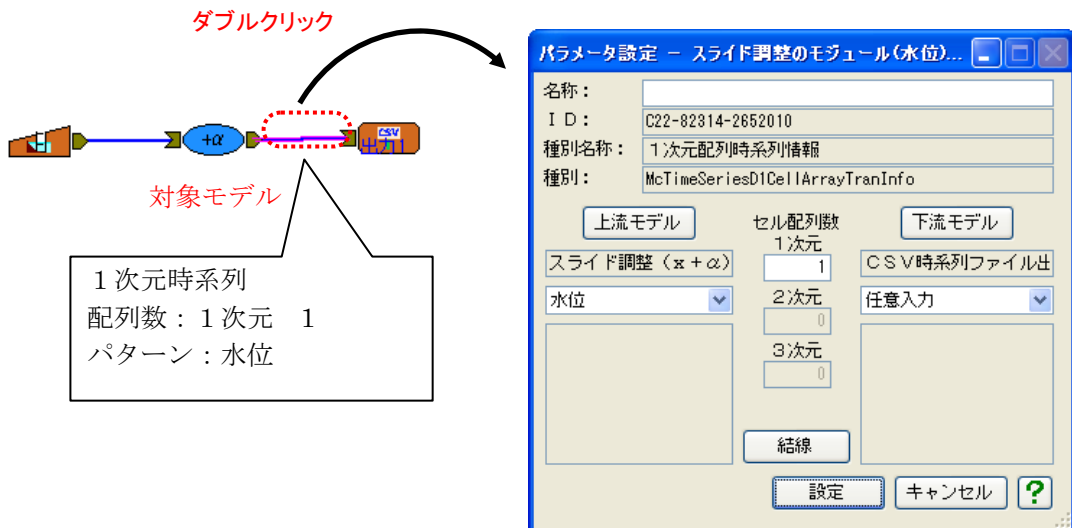 ダブルクリック
+α
CSV
出力1
対象モデル
１次元時系列
配列数：１次元　１
パターン：水位
パラメータ設定 － スライド調整のモジュール(水位)...
名称：
ＩＤ：
C22-82314-2652010
種別名称：
１次元配列時系列情報
種別：
McTimeSeriesD1CellArrayTranInfo
上流モデル
セル配列数
下流モデル
１次元
スライド調整（ｘ＋α）
1
ＣＳＶ時系列ファイル出
水位
２次元
任意入力
0
３次元
0
結線
設定
キャンセル
?